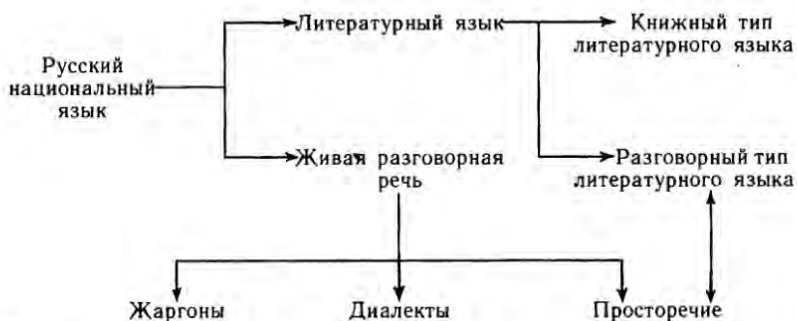 Русский
национальный
язык
Литературный язык
Книжный тип
литературного языка
Живая разговорная
речь
Разговорный тип
литературного языка
Жаргоны
Диалекты
Просторечие